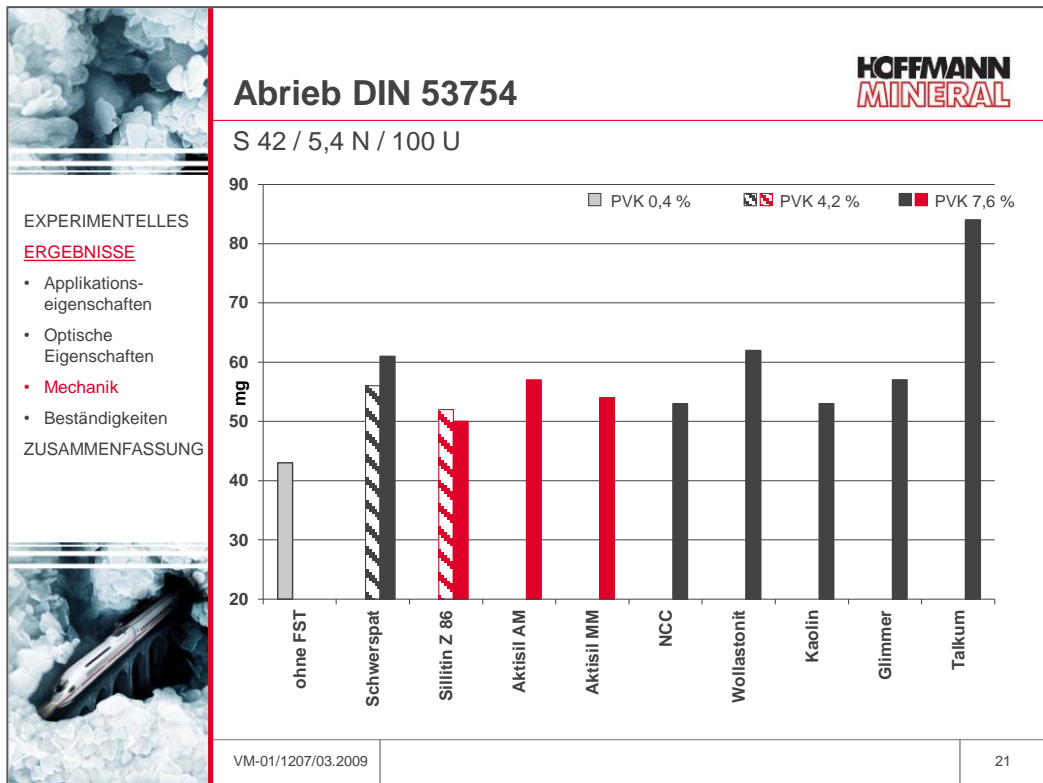 Abrieb DIN 53754
HOFFMANN
MINERAL
S 42 / 5,4 N / 100 U
EXPERIMENTELLES
ERGEBNISSE
• Applikations-
eigenschaften
• Optische
Eigenschaften
• Mechanik
• Beständigkeiten
ZUSAMMENFASSUNG
PVK 0,4 %
PVK 4,2 %
PVK 7,6 %
mg
90
80
70
60
50
40
30
20
ohne FST
Schwerspat
Sillitin Z 86
Aktisil AM
Aktisil MM
NCC
Wollastonit
Kaolin
Glimmer
Talkum
VM-01/1207/03.2009
21